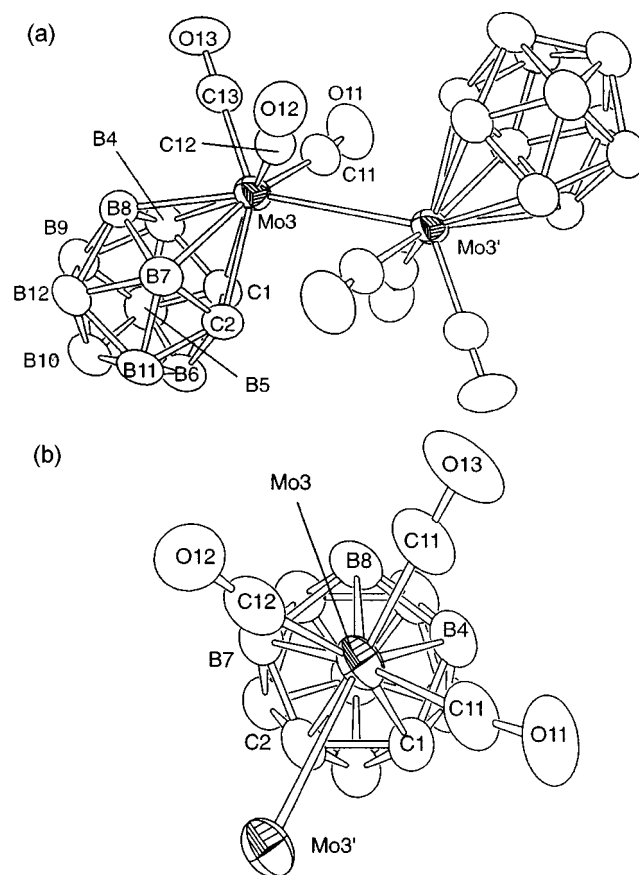 (a)
O13
C13
O12
O11
B4
C12
C11
B8
Mo3
Mo3'
B9
B7
C1
B12
C2
B10
B11
B6
B5
(b)
Mo3
O13
O12
C11
B8
C12
B4
B7
C11
C2
C1
O11
Mo3'